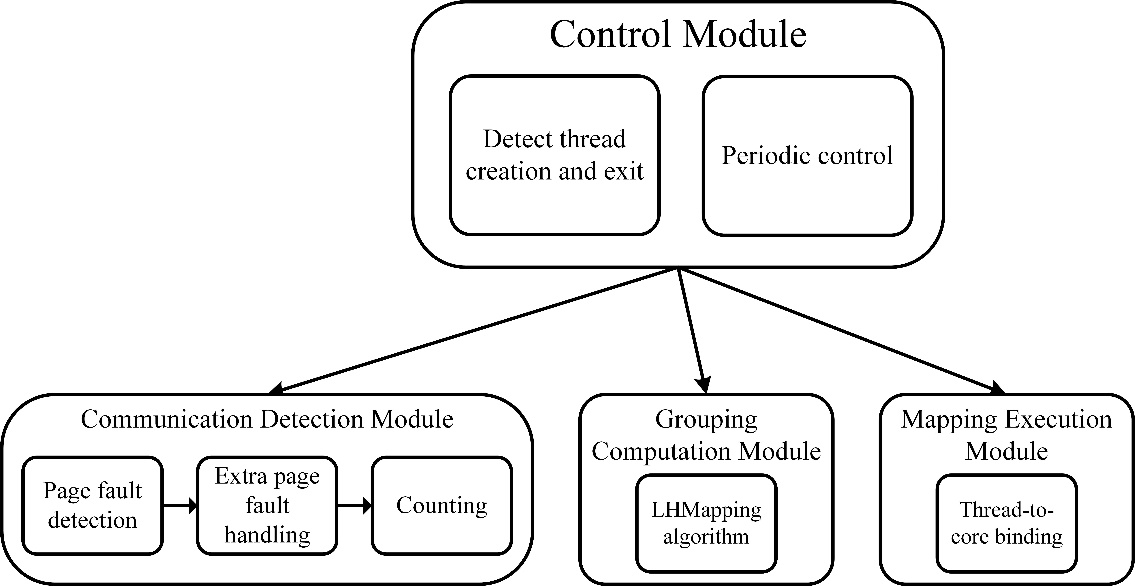 Control Module
Detect thread
creation and exit
Periodic control
Communication Detection Module
Page fault
detection
Extra page
fault
handling
Counting
Grouping
Computation Module
LHMapping
algorithm
Mapping Execution
Module
Thread-to-
core binding